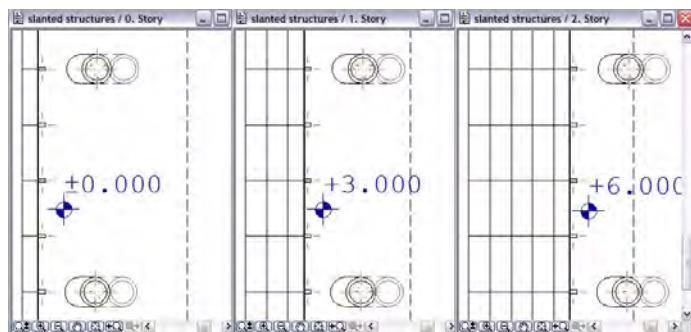 slanted structures / 0. Story
slanted structures / 1. Story
slanted structures / 2. Story
±0.000
+3.000
+6.000